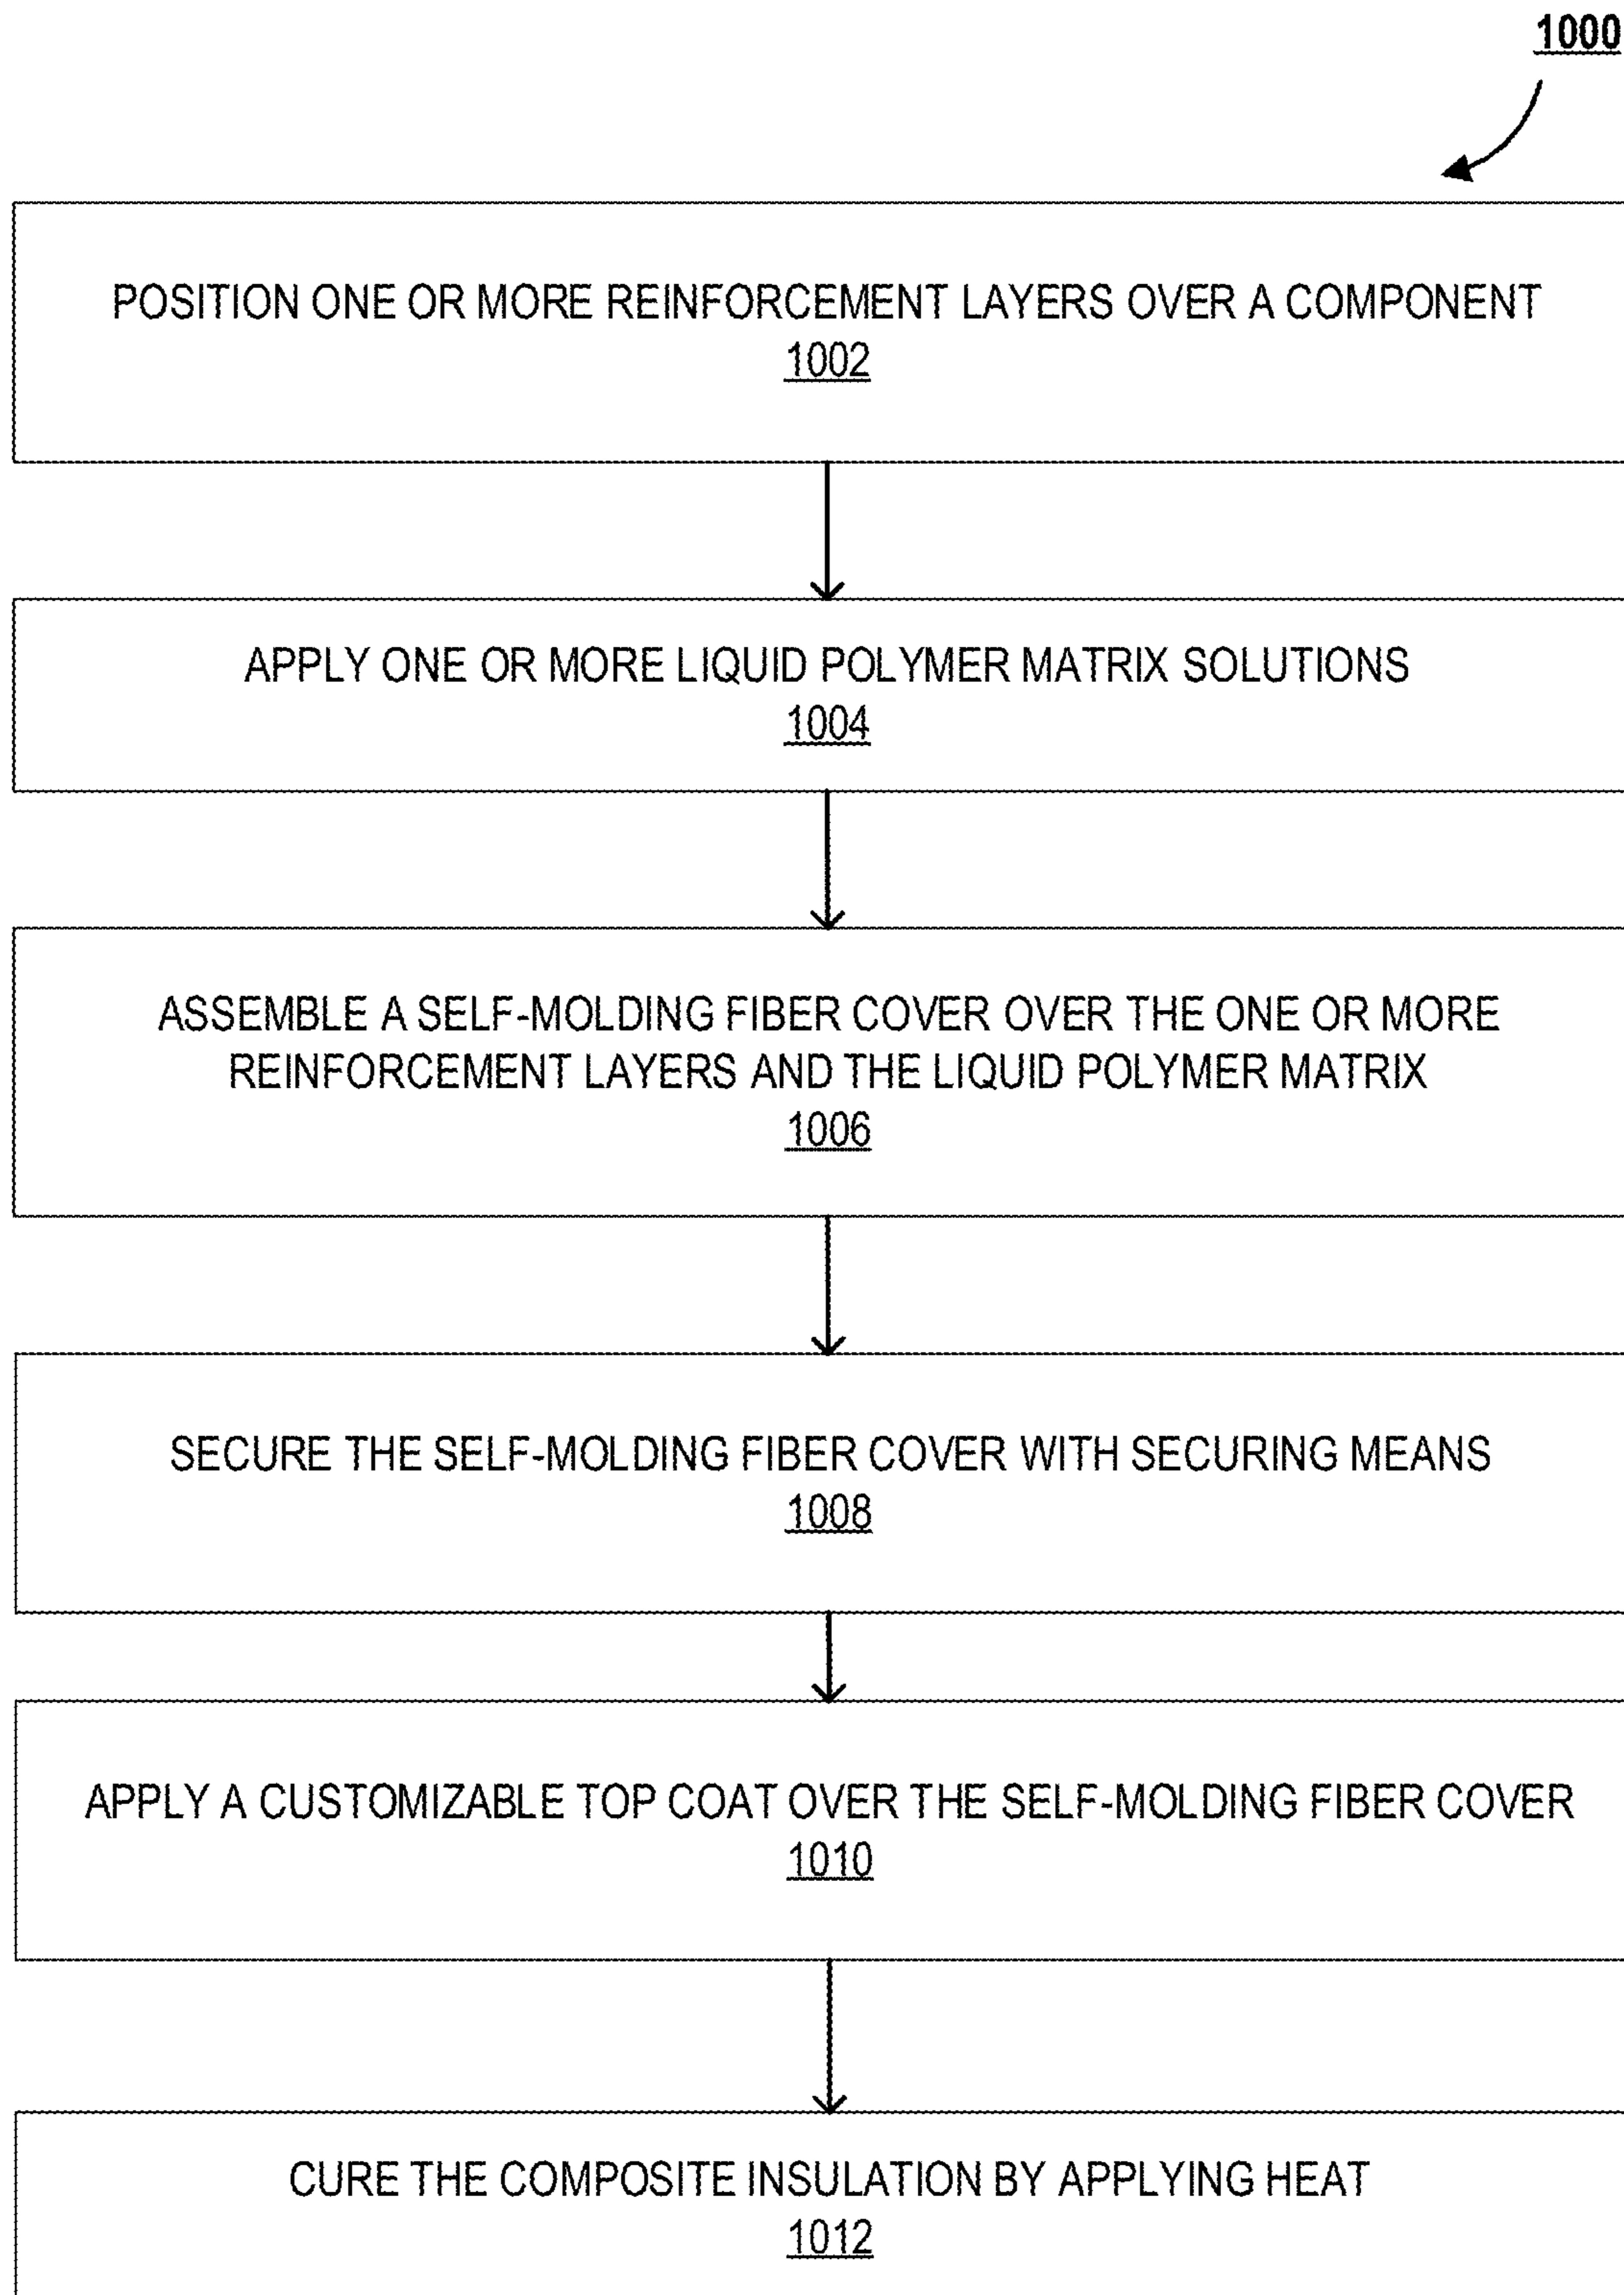 1000
POSITION ONE OR MORE REINFORCEMENT LAYERS OVER A COMPONENT
1002
APPLY ONE OR MORE LIQUID POLYMER MATRIX SOLUTIONS
1004
ASSEMBLE A SELF-MOLDING FIBER COVER OVER THE ONE OR MORE
REINFORCEMENT LAYERS AND THE LIQUID POLYMER MATRIX
1006
SECURE THE SELF-MOLDING FIBER COVER WITH SECURING MEANS
1008
APPLY A CUSTOMIZABLE TOP COAT OVER THE SELF-MOLDING FIBER COVER
1010
CURE THE COMPOSITE INSULATION BY APPLYING HEAT
1012